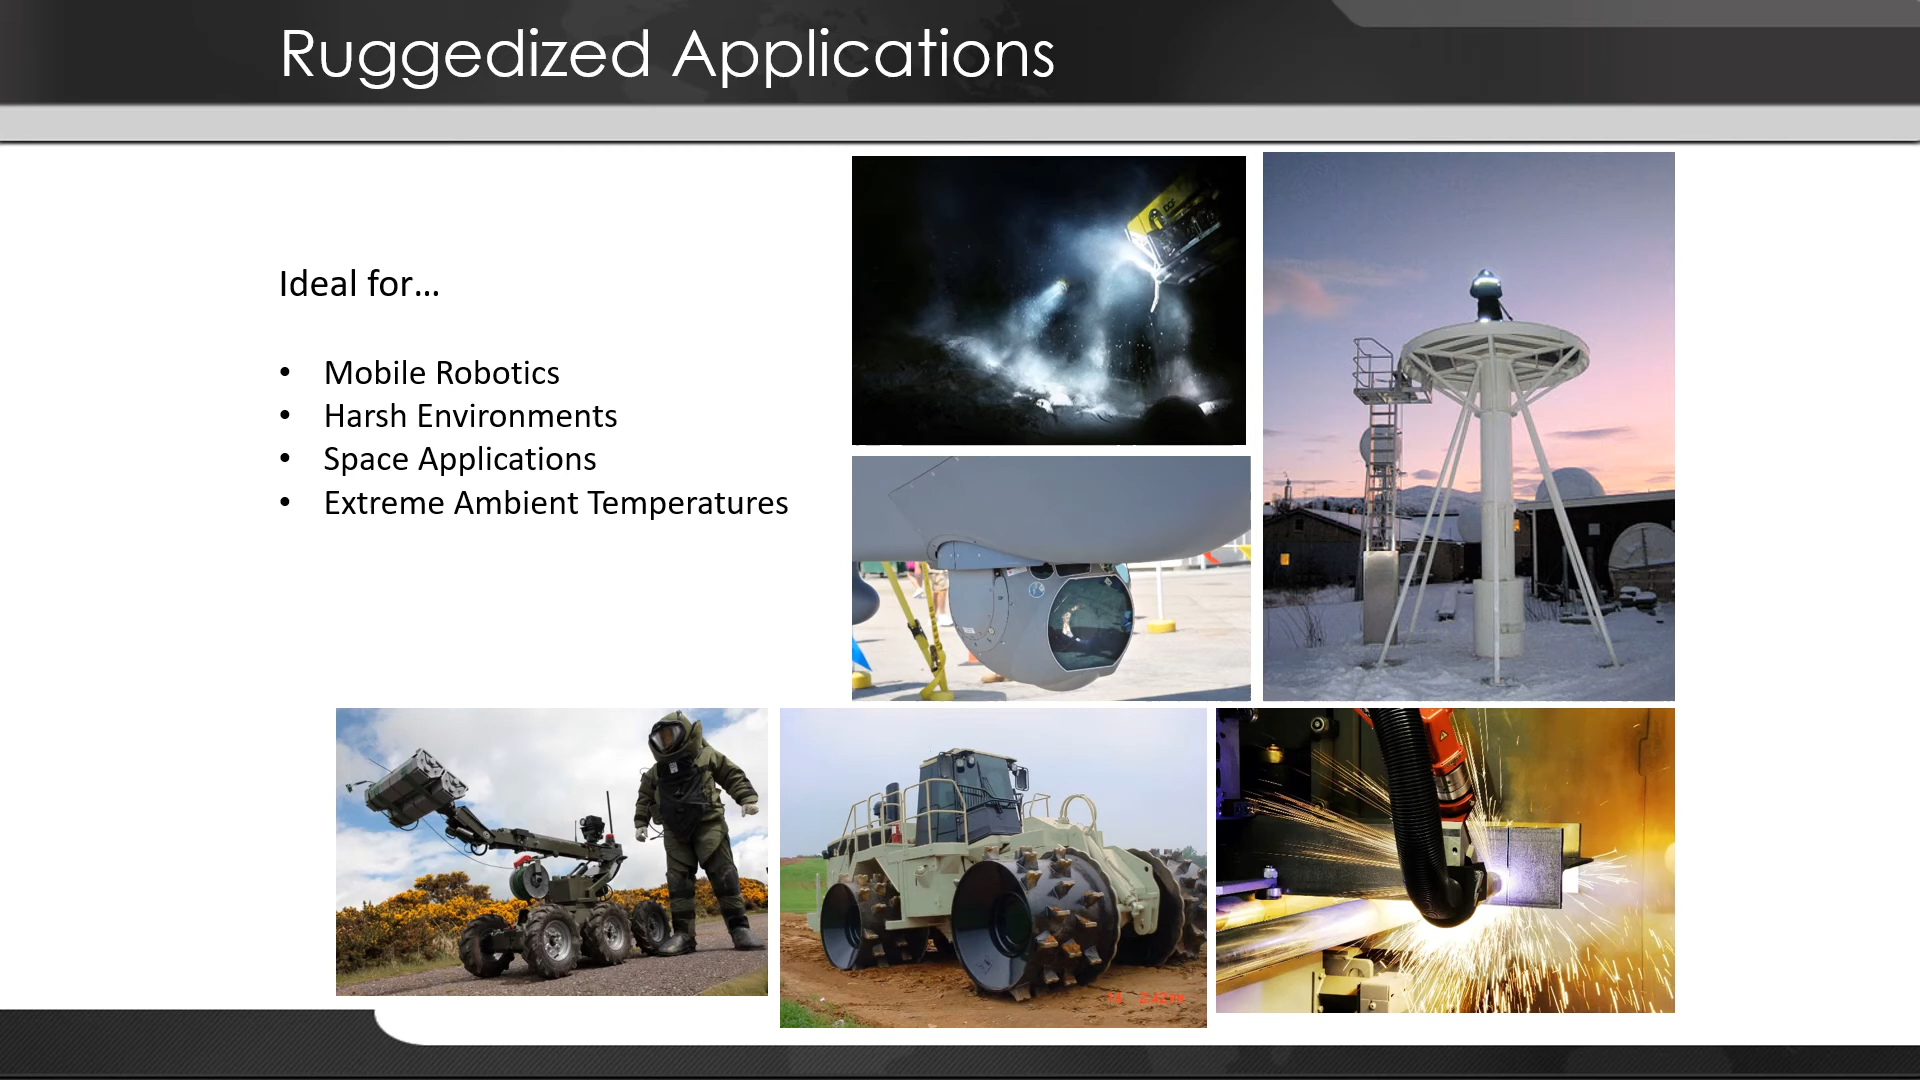 Ruggedized Applications
Ideal for…
• Mobile Robotics
• Harsh Environments
• Space Applications
• Extreme Ambient Temperatures